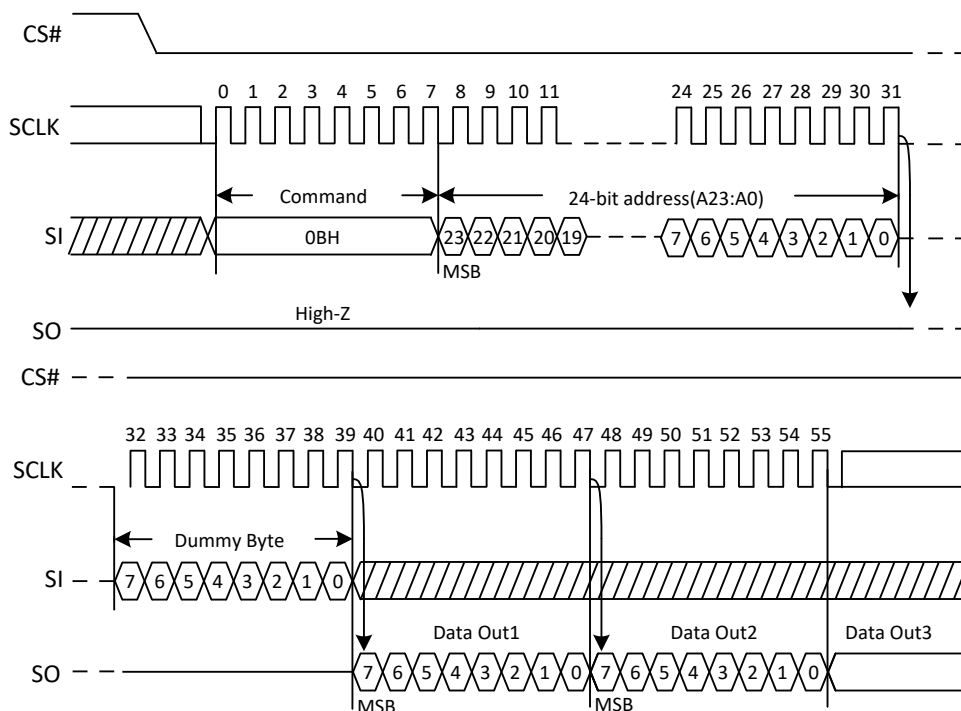 CS#
0 1 2 3 4 5 6 7 8 9 10 11 24 25 26 27 28 29 30 31
SCLK
Command 24-bit address(A23:A0)
SI 0BH 23 22 21 20 19 7 6 5 4 3 2 1 0
MSB
High-Z
SO
CS#
32 33 34 35 36 37 38 39 40 41 42 43 44 45 46 47 48 49 50 51 52 53 54 55
SCLK
Dummy Byte
SI 7 6 5 4 3 2 1 0
Data Out1 Data Out2 Data Out3
SO 7 6 5 4 3 2 1 0 7 6 5 4 3 2 1 0
MSB MSB